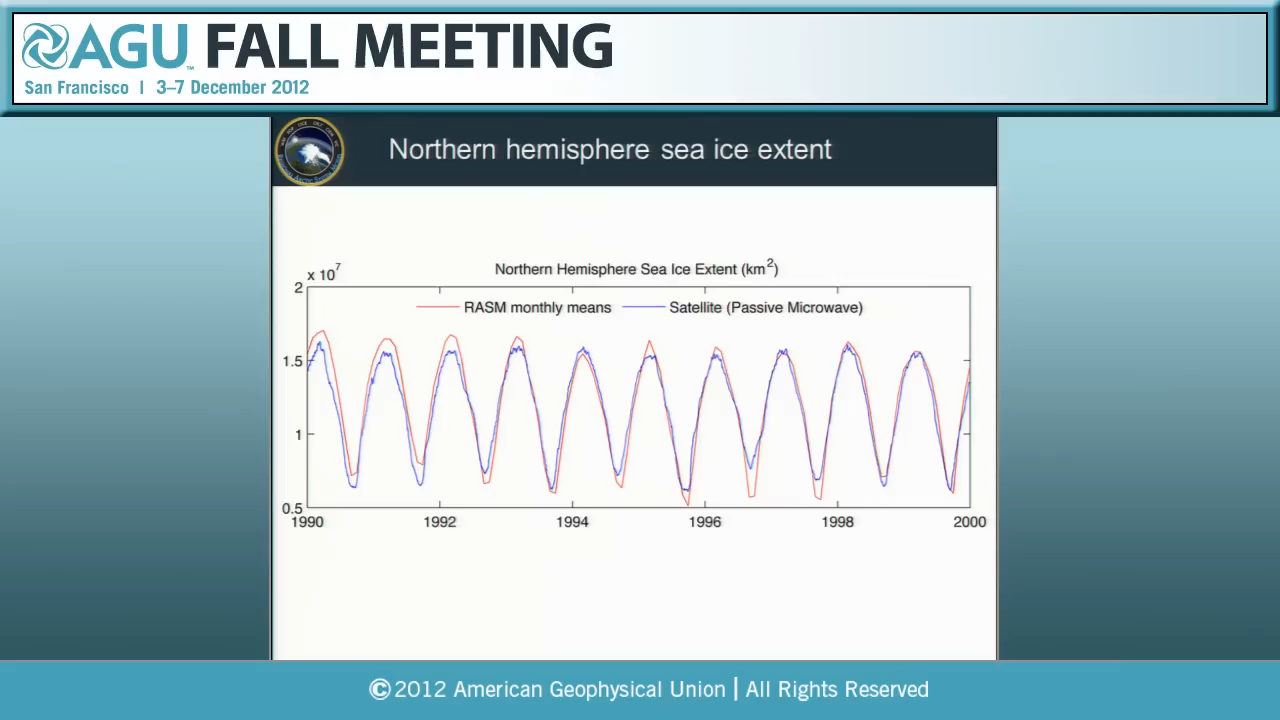 AGU™ FALL MEETING
San Francisco | 3–7 December 2012
Northern hemisphere sea ice extent
Northern Hemisphere Sea Ice Extent (km²)
x 10⁷
RASM monthly means
Satellite (Passive Microwave)
2
1.5
1
0.5
1990 1992 1994 1996 1998 2000
©2012 American Geophysical Union | All Rights Reserved